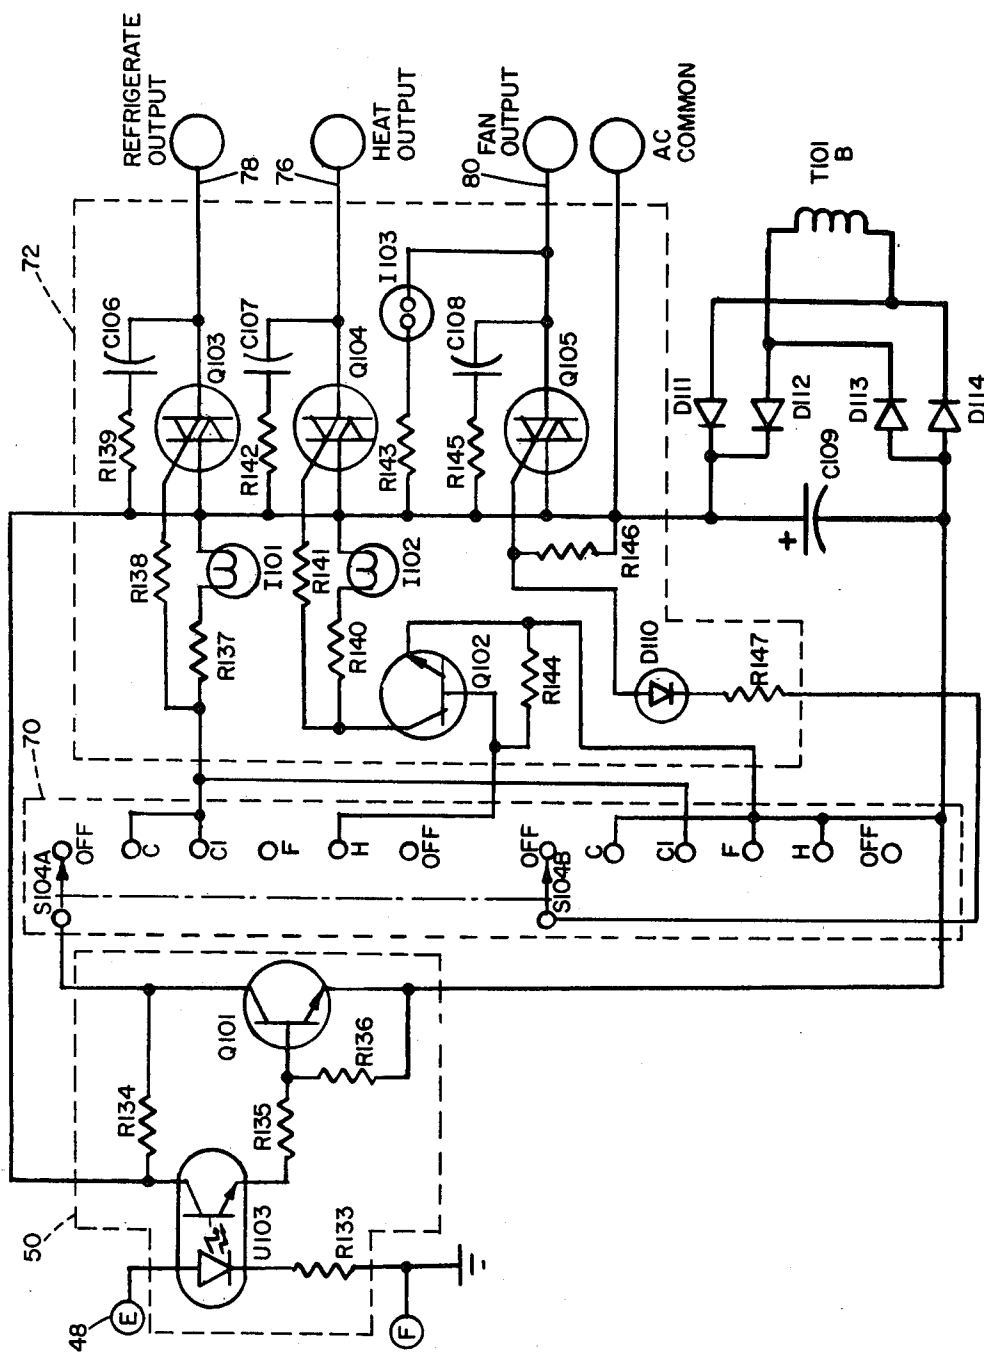 REFRIGERATE
OUTPUT
78
HEAT
OUTPUT
76
FAN
OUTPUT
80
AC
COMMON
72
C106
R139
Q103
C107
R142
Q104
I103
R143
C108
R145
Q105
T101
B
D111
D112
D113
D114
C109
+
R138
I101
R137
R141
I102
R140
R146
Q102
R144
D110
R147
70
S104A
OFF
C
C1
F
H
OFF
S104B
OFF
C
C1
F
H
OFF
50
R134
Q101
R135
R136
U103
R133
48
E
F